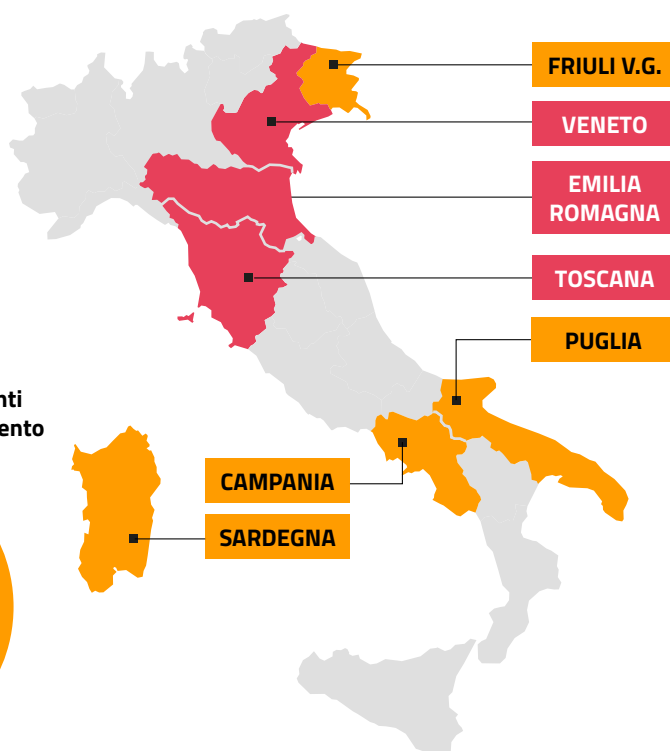 FRIULI V.G.
VENETO
EMILIA
ROMAGNA
TOSCANA
PUGLIA
CAMPANIA
SARDEGNA